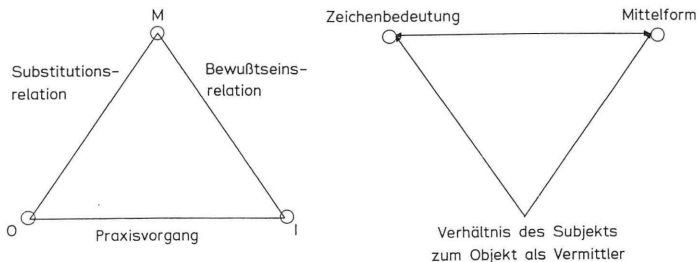 M
Substitutions-
relation
Bewußtseins-
relation
O
I
Praxisvorgang
Zeichenbedeutung
Mittelform
Verhältnis des Subjekts
zum Objekt als Vermittler